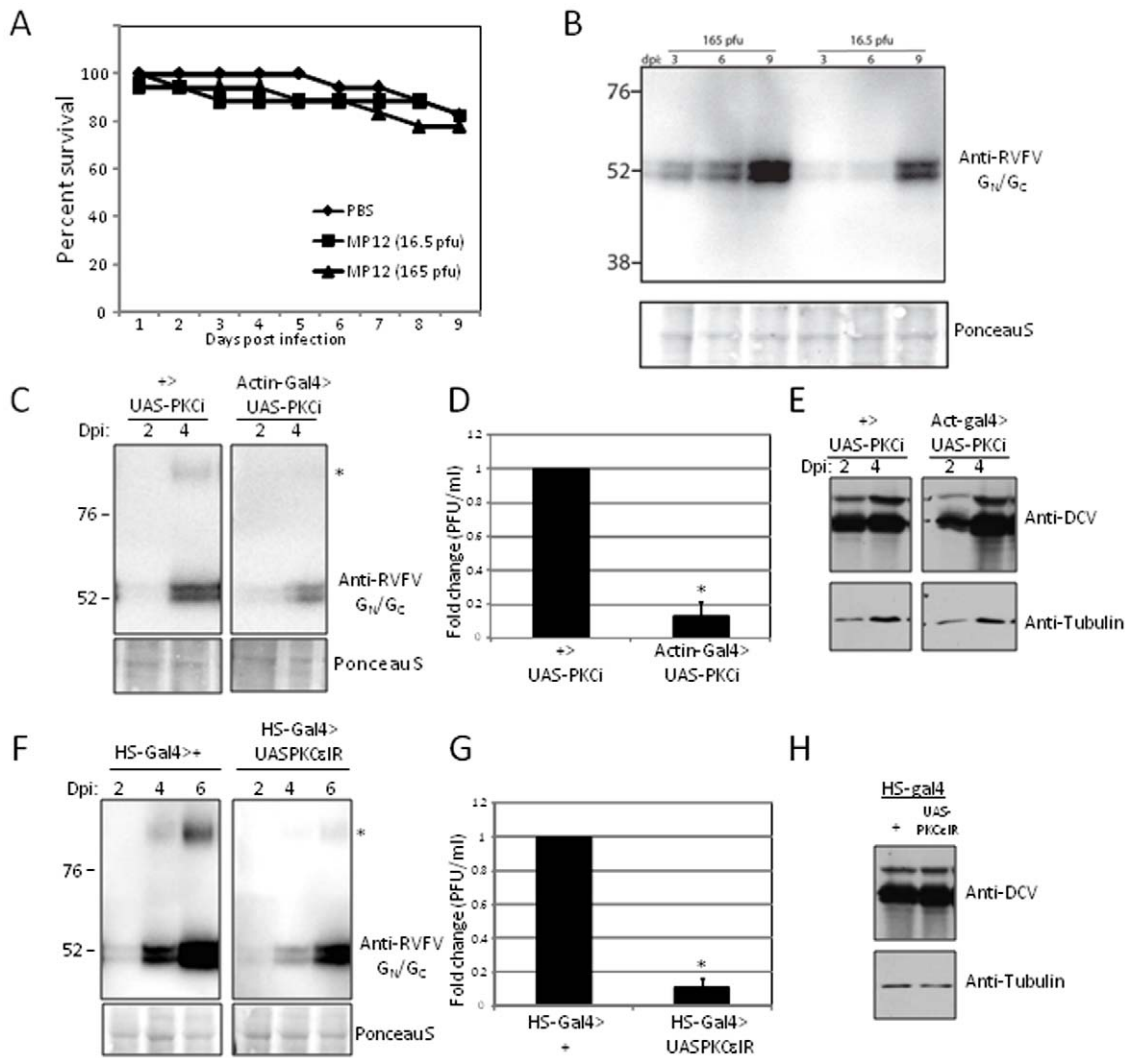 A
Percent survival
100
80
60
40
20
0
1 2 3 4 5 6 7 8 9
Days post infection
PBS
MP12 (16.5 pfu)
MP12 (165 pfu)
B
165 pfu 16.5 pfu
dpi: 3 6 9 3 6 9
76
52
38
Anti-RVFV
GN/GC
PonceauS
C
+> Actin-Gal4>
UAS-PKCi UAS-PKCi
Dpi: 2 4 2 4
*
76
52
Anti-RVFV
GN/GC
PonceauS
D
Fold change (PFU/ml)
1.2
1
0.8
0.6
0.4
0.2
0
*
+> Actin-Gal4>
UAS-PKCi UAS-PKCi
E
+> Act-gal4>
UAS-PKCi UAS-PKCi
Dpi: 2 4 2 4
Anti-DCV
Anti-Tubulin
F
HS-Gal4>+
HS-Gal4>
UASPKCεIR
Dpi: 2 4 6 2 4 6
*
76
52
Anti-RVFV
GN/GC
PonceauS
G
Fold change (PFU/ml)
1.2
1
0.8
0.6
0.4
0.2
0
*
HS-Gal4> HS-Gal4>
+ UASPKCεIR
H
HS-gal4
+ UAS-
PKCεIR
Anti-DCV
Anti-Tubulin